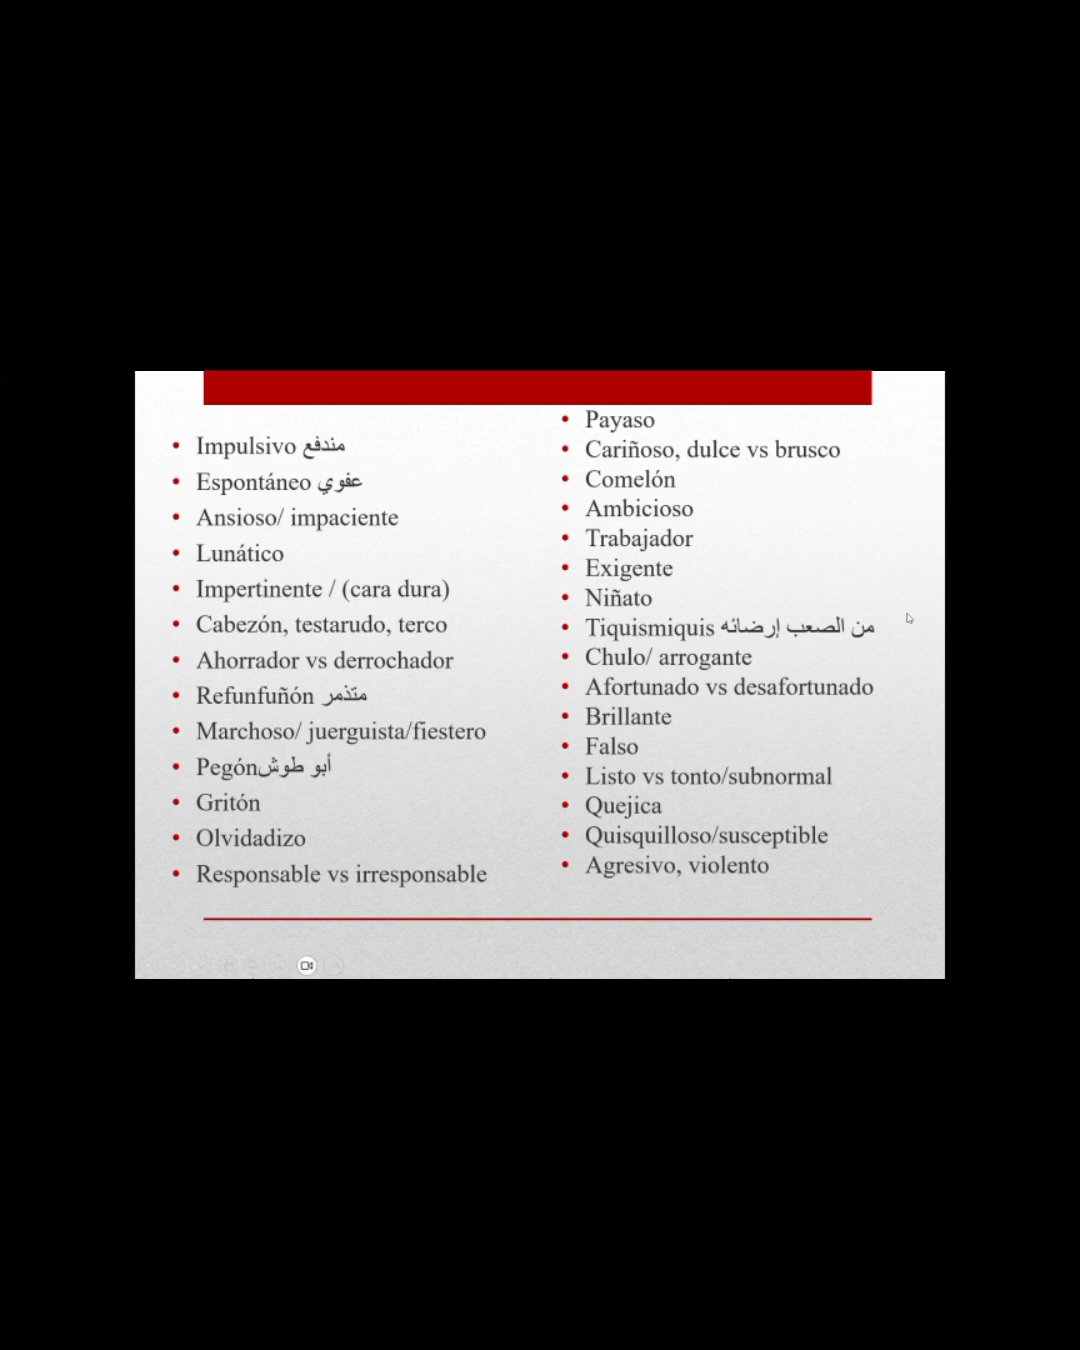 Impulsivo مندفع
Espontáneo عفوي
Ansioso/ impaciente
Lunático
Impertinente / (cara dura)
Cabezón, testarudo, terco
Ahorrador vs derrochador
Refunfuñón متذمر
Marchoso/ juerguista/fiestero
Pegónأبو طوش
Gritón
Olvidadizo
Responsable vs irresponsable
Payaso
Cariñoso, dulce vs brusco
Comelón
Ambicioso
Trabajador
Exigente
Niñato
Tiquismiquis من الصعب إرضائه
Chulo/ arrogante
Afortunado vs desafortunado
Brillante
Falso
Listo vs tonto/subnormal
Quejica
Quisquilloso/susceptible
Agresivo, violento